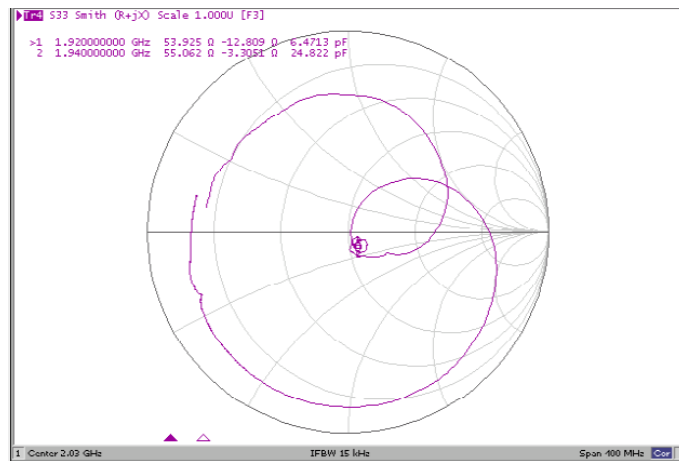 Tr4 S33 Smith (R+jX) Scale 1.000U [F3]
>1 1.920000000 GHz 53.925 Ω -12.809 Ω 6.4713 pF
2 1.940000000 GHz 55.062 Ω -3.3051 Ω 24.822 pF
1 Center 2.03 GHz IFBW 15 kHz Span 400 MHz Cor